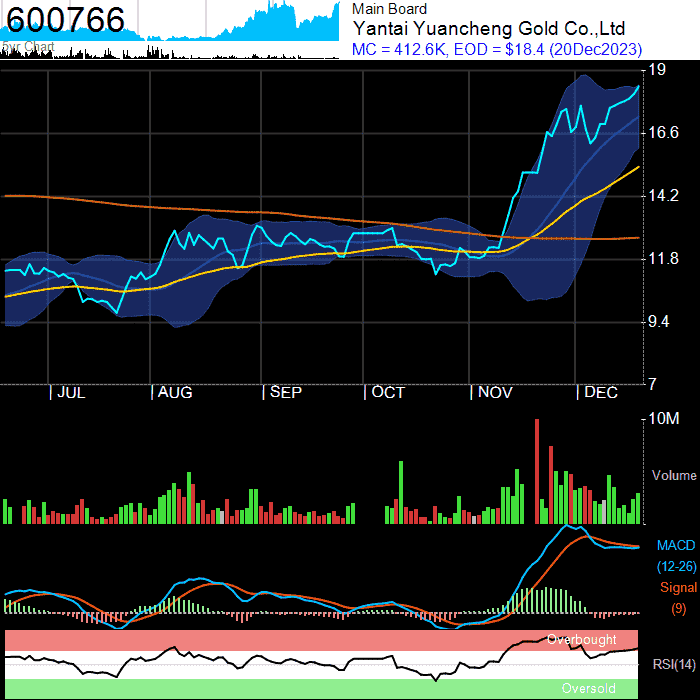 600766
5yr Chart
Main Board
Yantai Yuancheng Gold Co.,Ltd
MC = 412.6K, EOD = $18.4 (20Dec2023)
19
16.6
14.2
11.8
9.4
7
JUL
AUG
SEP
OCT
NOV
DEC
10M
Volume
MACD
(12-26)
Signal
(9)
Overbought
RSI(14)
Oversold